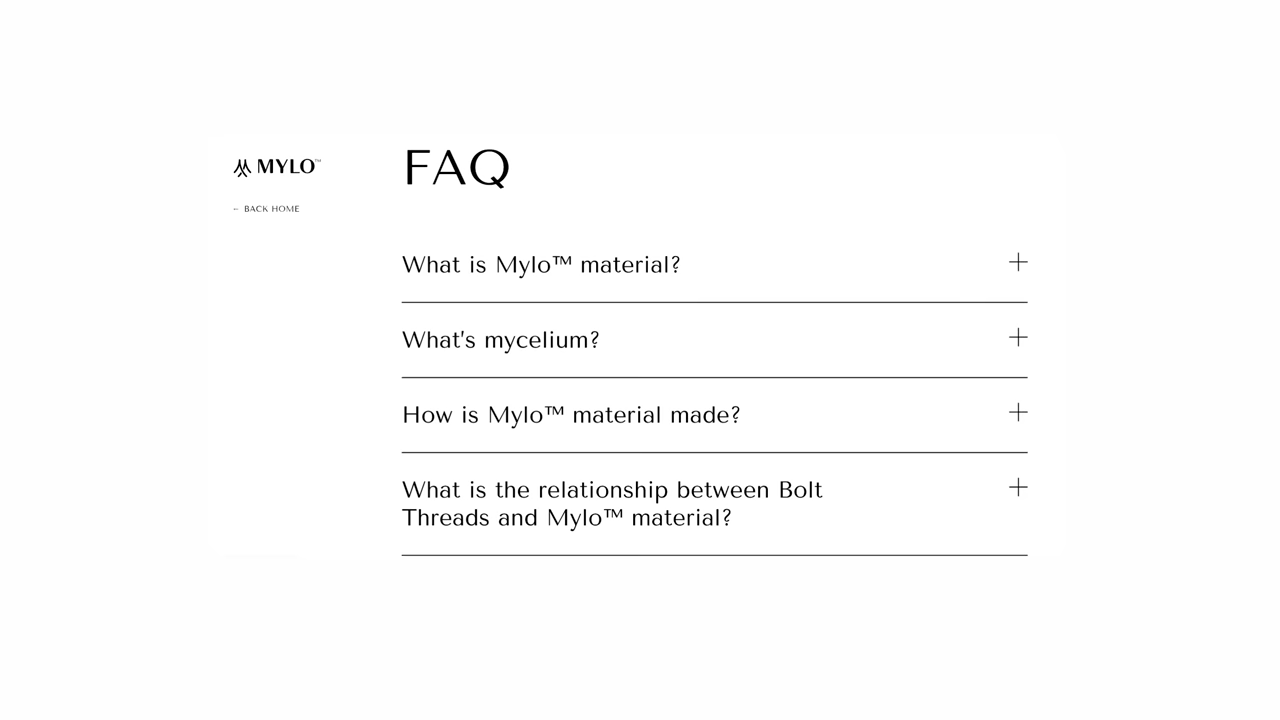 MYLO™
← BACK HOME
FAQ
What is Mylo™ material?
What's mycelium?
How is Mylo™ material made?
What is the relationship between Bolt
Threads and Mylo™ material?